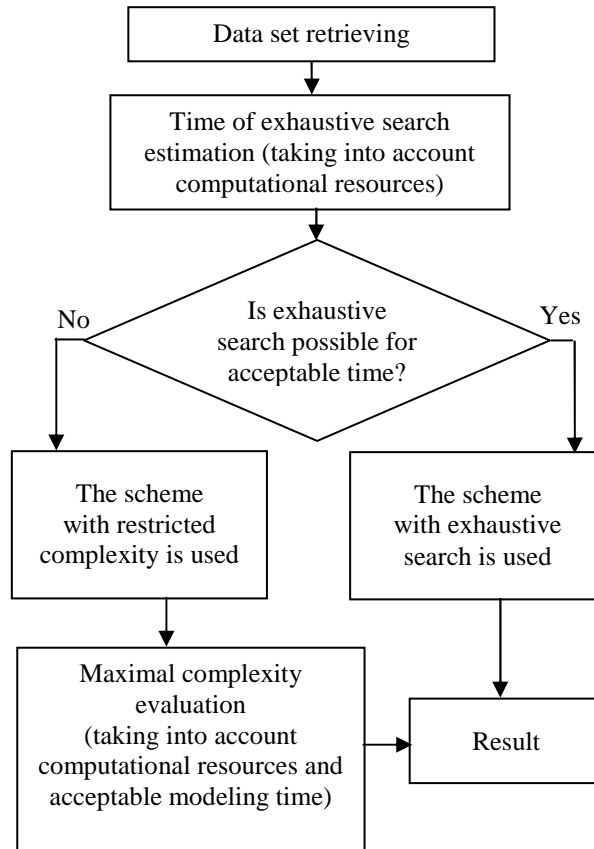 Data set retrieving
Time of exhaustive search
estimation (taking into account
computational resources)
No
Is exhaustive
search possible for
acceptable time?
Yes
The scheme
with restricted
complexity is used
The scheme
with exhaustive
search is used
Maximal complexity
evaluation
(taking into account
computational resources and
acceptable modeling time)
Result